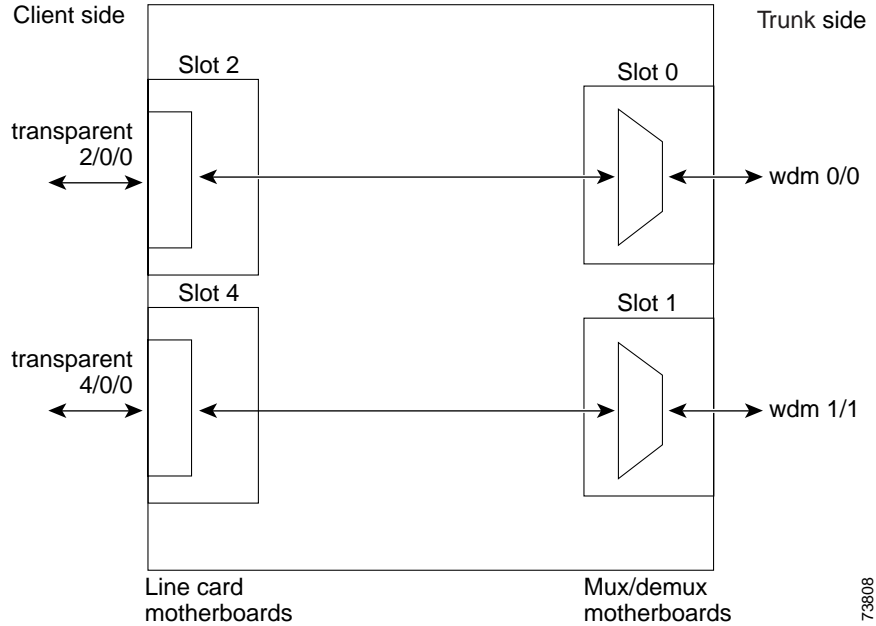 Client side
Trunk side
Slot 2
Slot 0
transparent
2/0/0
wdm 0/0
Slot 4
Slot 1
transparent
4/0/0
wdm 1/1
Line card
motherboards
Mux/demux
motherboards
73808